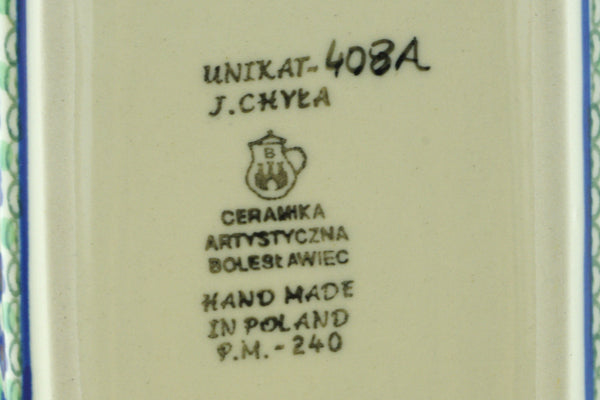 UNIKAT-408A
J.CHYŁA
B
CERAMIKA
ARTYSTYCZNA
BOLESŁAWIEC
HAND MADE
IN POLAND
P.M.-240